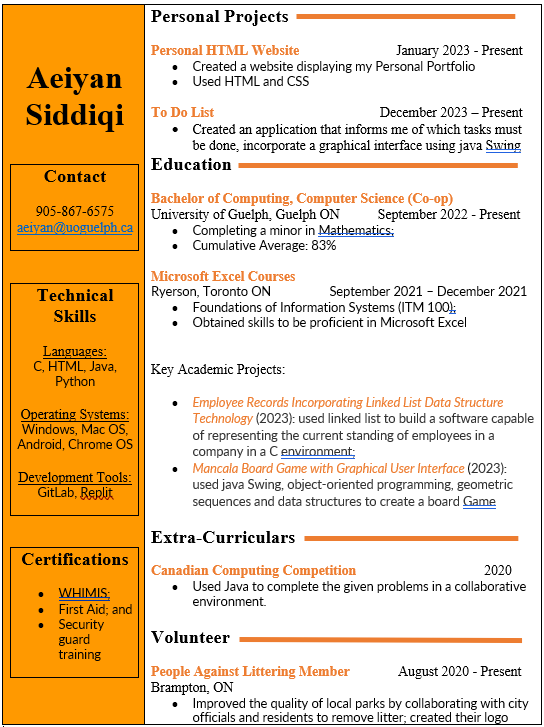 Aeiyan
Siddiqi
Contact
905-867-6575
aeiyan@uoguelph.ca
Technical
Skills
Languages:
C, HTML, Java,
Python
Operating Systems:
Windows, Mac OS,
Android, Chrome OS
Development Tools:
GitLab, Replit
Certifications
• WHIMIS;
• First Aid; and
• Security
guard
training
Personal Projects
Personal HTML Website January 2023 - Present
• Created a website displaying my Personal Portfolio
• Used HTML and CSS
To Do List December 2023 – Present
• Created an application that informs me of which tasks must
be done, incorporate a graphical interface using java Swing
Education
Bachelor of Computing, Computer Science (Co-op)
University of Guelph, Guelph ON September 2022 - Present
• Completing a minor in Mathematics;
• Cumulative Average: 83%
Microsoft Excel Courses
Ryerson, Toronto ON September 2021 – December 2021
• Foundations of Information Systems (ITM 100);
• Obtained skills to be proficient in Microsoft Excel
Key Academic Projects:
• Employee Records Incorporating Linked List Data Structure
Technology (2023): used linked list to build a software capable
of representing the current standing of employees in a
company in a C environment;
• Mancala Board Game with Graphical User Interface (2023):
used java Swing, object-oriented programming, geometric
sequences and data structures to create a board Game
Extra-Curriculars
Canadian Computing Competition 2020
• Used Java to complete the given problems in a collaborative
environment.
Volunteer
People Against Littering Member August 2020 - Present
Brampton, ON
• Improved the quality of local parks by collaborating with city
officials and residents to remove litter; created their logo